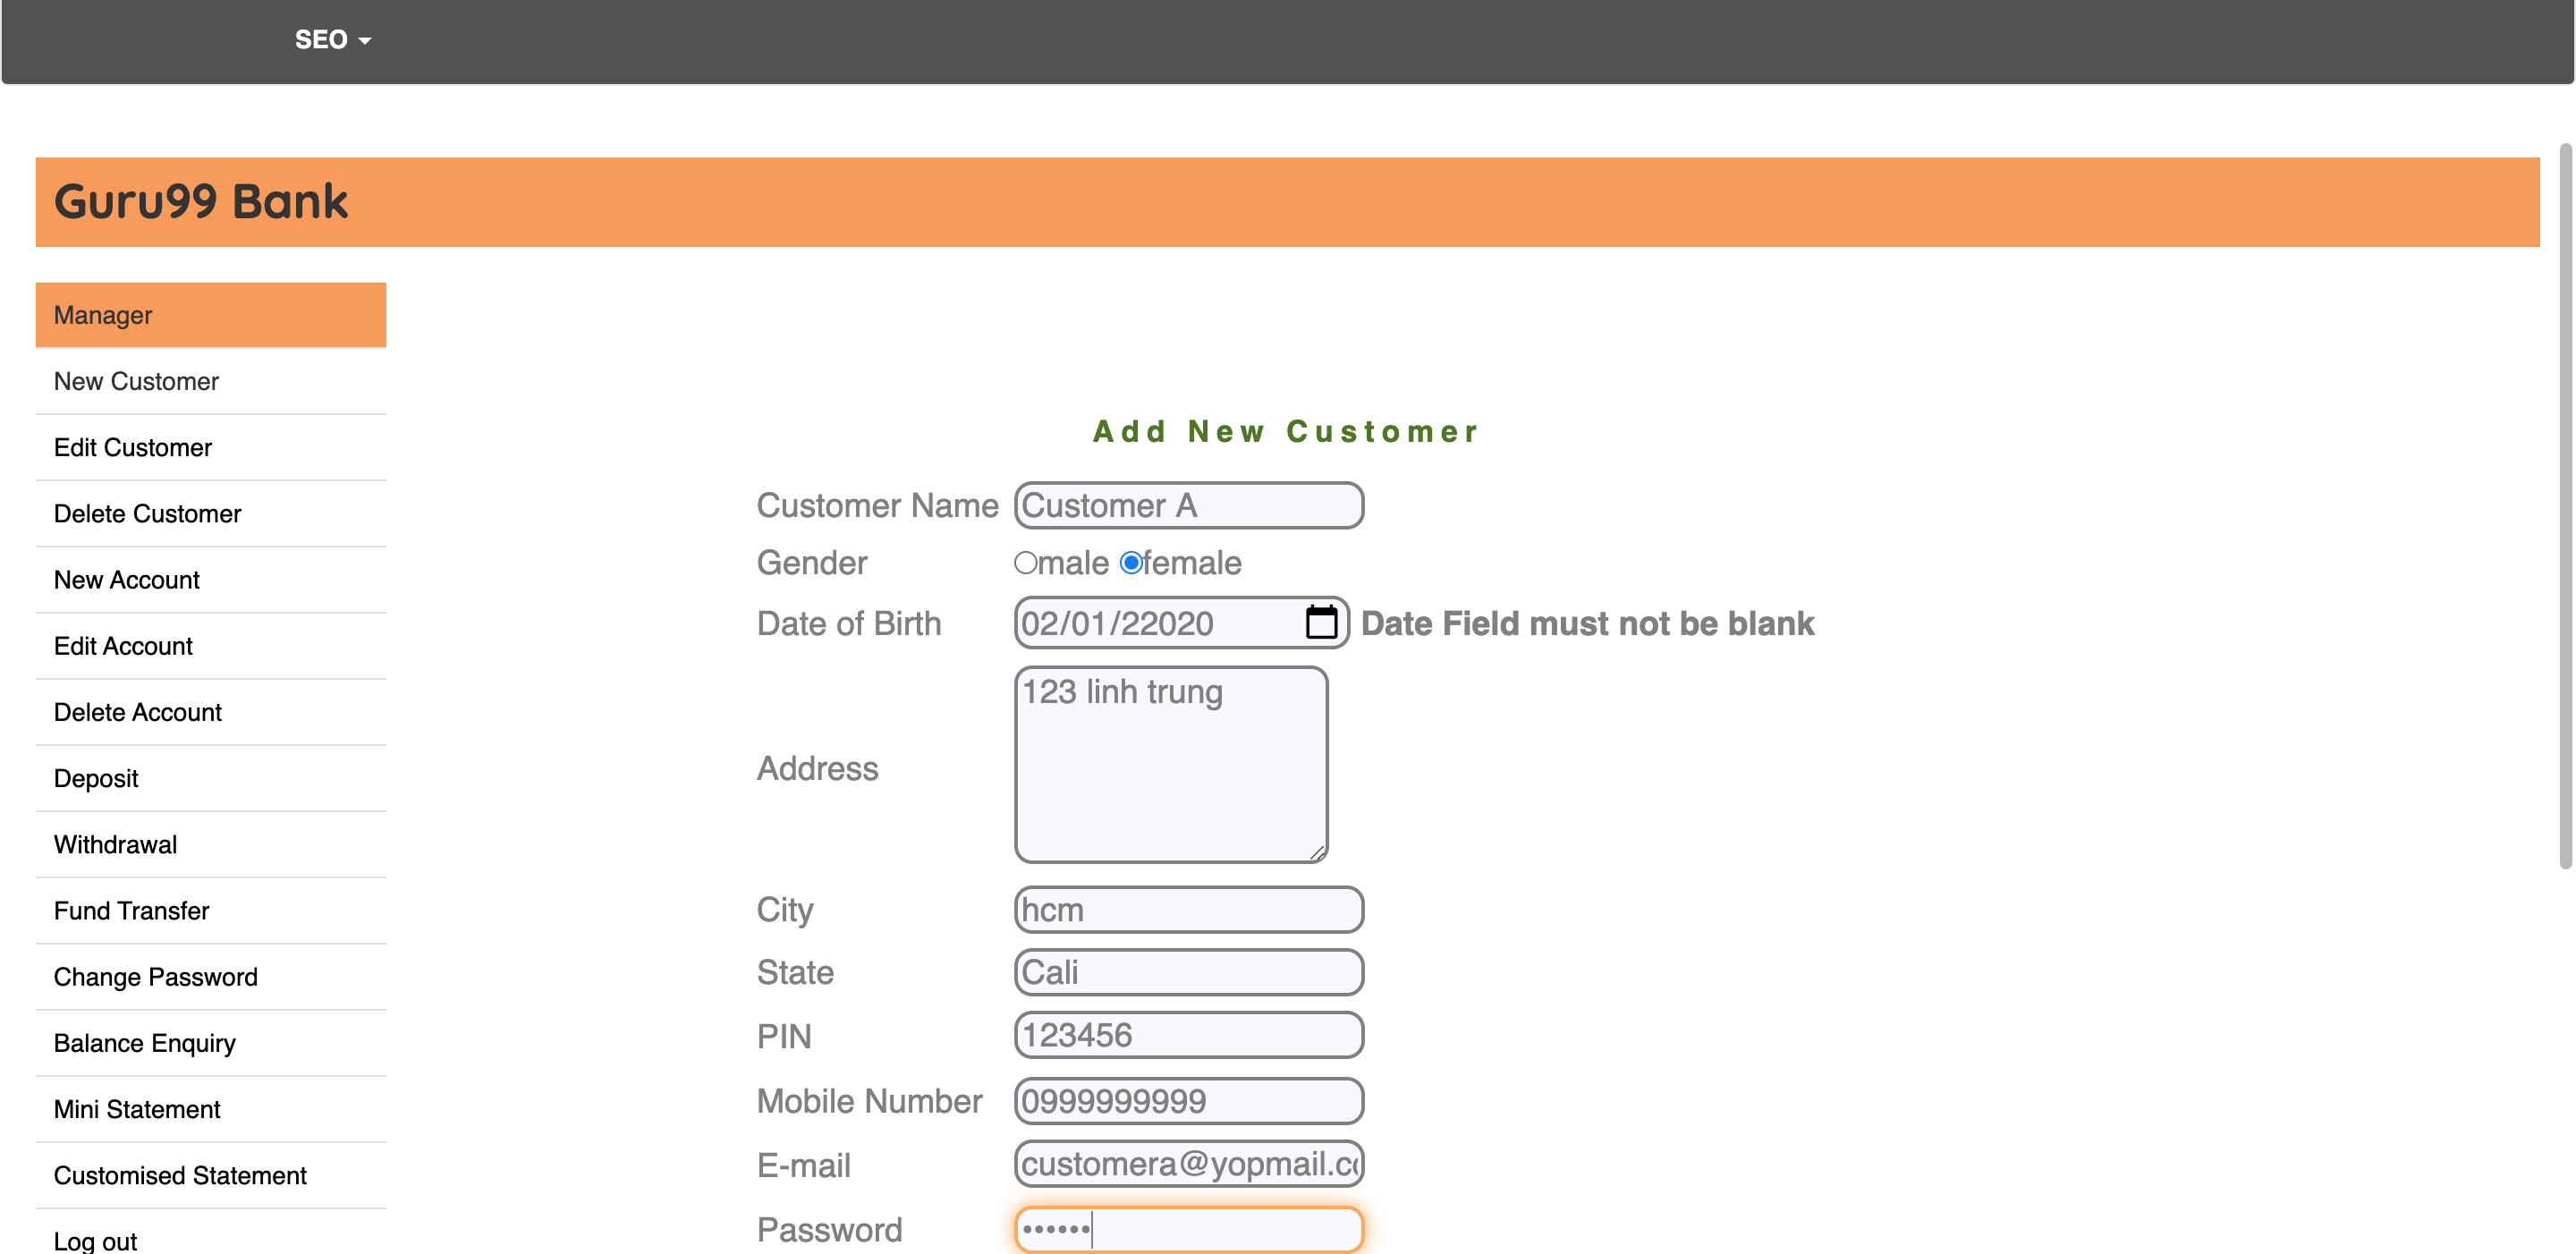 SEO
Guru99 Bank
Manager
New Customer
Edit Customer
Delete Customer
New Account
Edit Account
Delete Account
Deposit
Withdrawal
Fund Transfer
Change Password
Balance Enquiry
Mini Statement
Customised Statement
Log out
Add New Customer
Customer Name Customer A
Gender male female
Date of Birth 02/01/22020 Date Field must not be blank
Address 123 linh trung
City hcm
State Cali
PIN 123456
Mobile Number 0999999999
E-mail customera@yopmail.co
Password ••••••